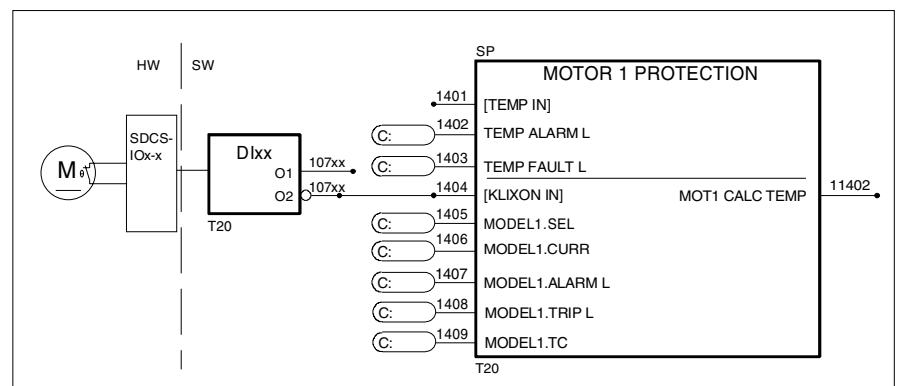 HW SW
SDCS-
IOx-x
M
θ
DIxx
O1
O2
107xx
107xx
T20
SP
MOTOR 1 PROTECTION
1401 [TEMP IN]
C: 1402 TEMP ALARM L
C: 1403 TEMP FAULT L
1404 [KLIXON IN]
MOT1 CALC TEMP 11402
C: 1405 MODEL1.SEL
C: 1406 MODEL1.CURR
C: 1407 MODEL1.ALARM L
C: 1408 MODEL1.TRIP L
C: 1409 MODEL1.TC
T20